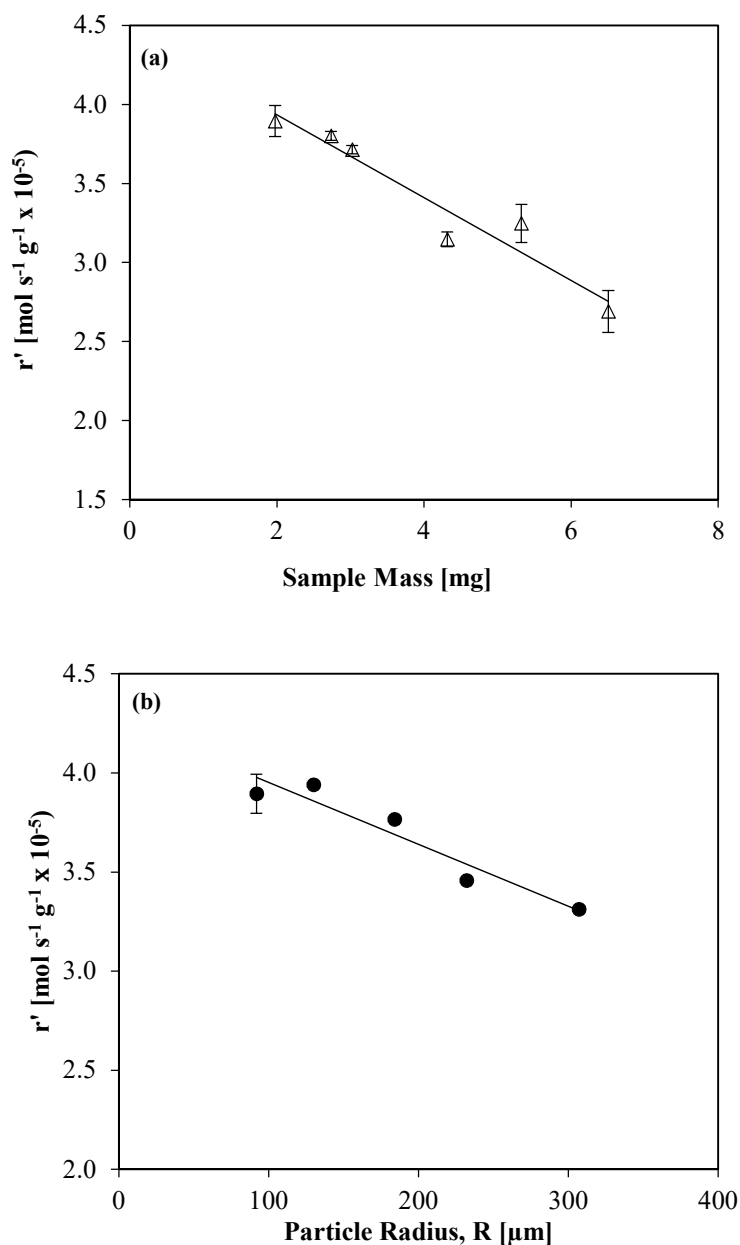 (a)
r' [mol s⁻¹ g⁻¹ x 10⁻⁵]
4.5
4.0
3.5
3.0
2.5
2.0
1.5
0 2 4 6 8
Sample Mass [mg]
(b)
r' [mol s⁻¹ g⁻¹ x 10⁻⁵]
4.5
4.0
3.5
3.0
2.5
2.0
0 100 200 300 400
Particle Radius, R [µm]